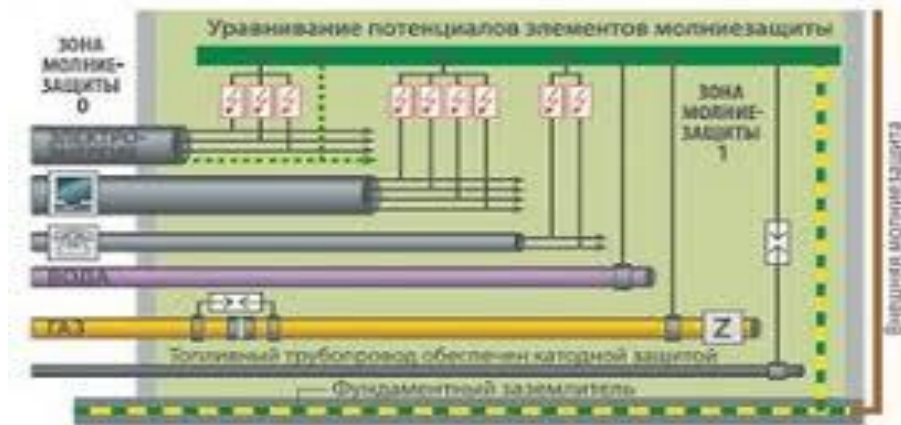 Уравнивание потенциалов элементов молниезащиты
ЗОНА
МОЛНИЕ-
ЗАЩИТЫ
0
ЗОНА
МОЛНИЕ-
ЗАЩИТЫ
1
ЭЛЕКТРО-
ВОДА
ГАЗ
Z
Топливный трубопровод обеспечен катодной защитой
Фундаментный заземлитель
Внешняя молниезащита